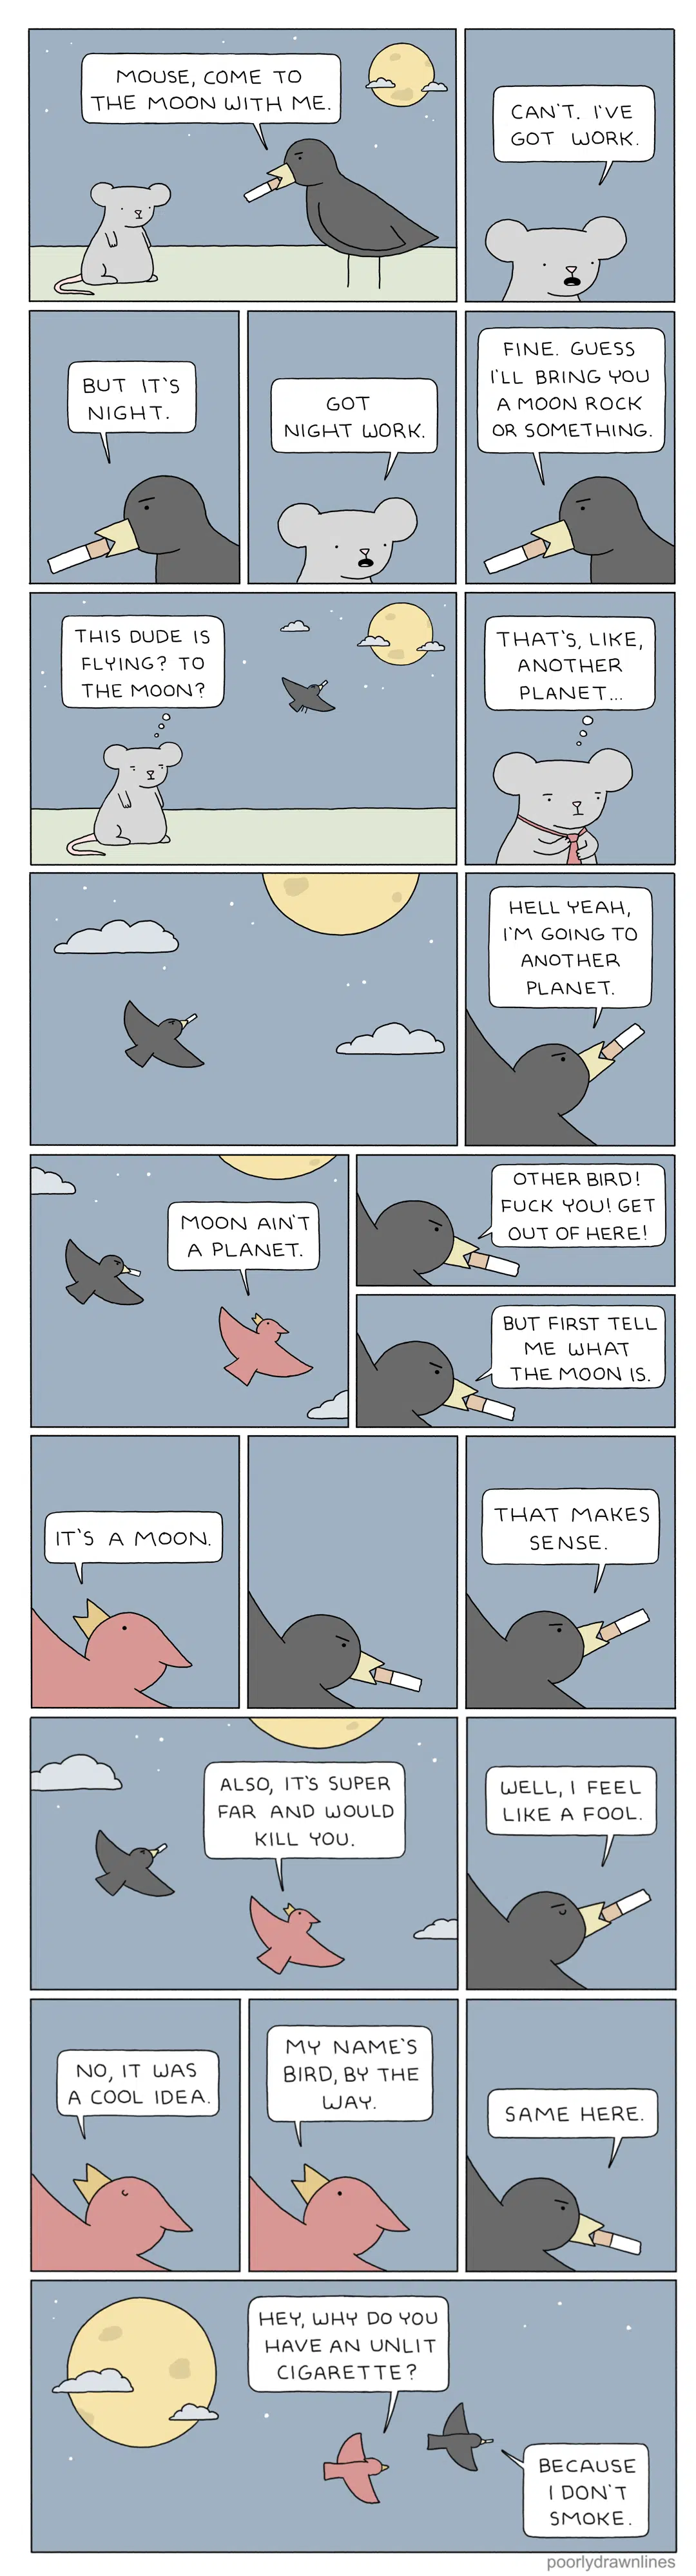 MOUSE, COME TO
THE MOON WITH ME.
CAN'T. I'VE
GOT WORK.
BUT IT'S
NIGHT.
GOT
NIGHT WORK.
FINE. GUESS
I'LL BRING YOU
A MOON ROCK
OR SOMETHING.
THIS DUDE IS
FLYING? TO
THE MOON?
THAT'S, LIKE,
ANOTHER
PLANET...
HELL YEAH,
I'M GOING TO
ANOTHER
PLANET.
MOON AIN'T
A PLANET.
OTHER BIRD!
FUCK YOU! GET
OUT OF HERE!
BUT FIRST TELL
ME WHAT
THE MOON IS.
IT'S A MOON.
THAT MAKES
SENSE.
ALSO, IT'S SUPER
FAR AND WOULD
KILL YOU.
WELL, I FEEL
LIKE A FOOL.
NO, IT WAS
A COOL IDEA.
MY NAME'S
BIRD, BY THE
WAY.
SAME HERE.
HEY, WHY DO YOU
HAVE AN UNLIT
CIGARETTE?
BECAUSE
I DON'T
SMOKE.
poorlydrawnlines